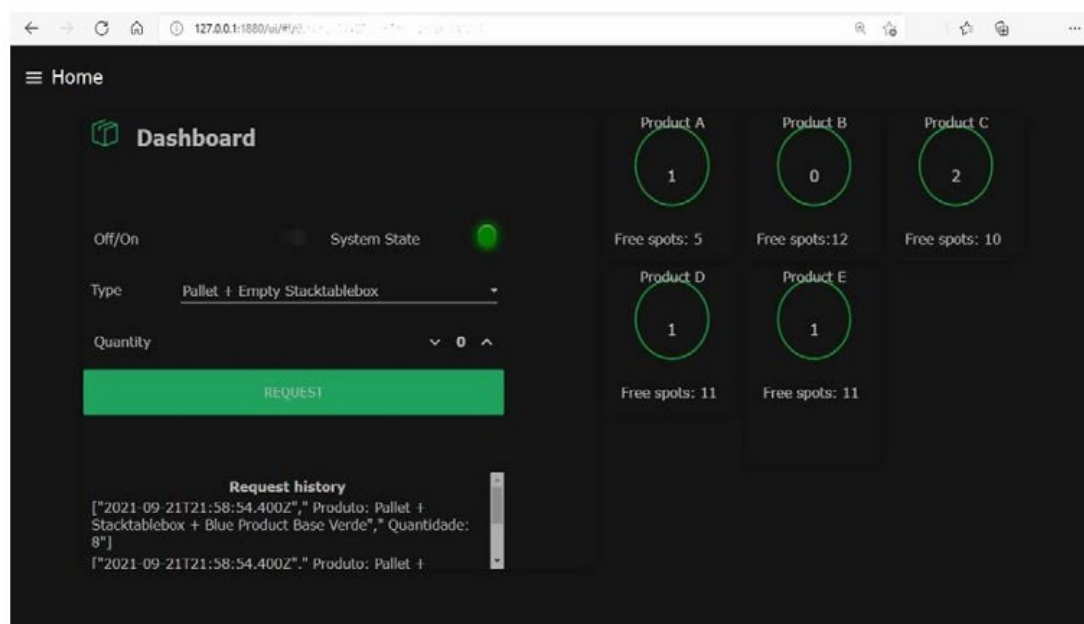 127.0.0.1:1880/ui/#!/
Home
Dashboard
Off/On
System State
Type
Pallet + Empty Stacktablebox
Quantity
0
REQUEST
Request history
["2021-09-21T21:58:54.400Z"," Produto: Pallet +
Stacktablebox + Blue Product Base Verde"," Quantidade:
8"]
["2021-09-21T21:58:54.400Z"," Produto: Pallet +
Product A
1
Free spots: 5
Product B
0
Free spots:12
Product C
2
Free spots: 10
Product D
1
Free spots: 11
Product E
1
Free spots: 11